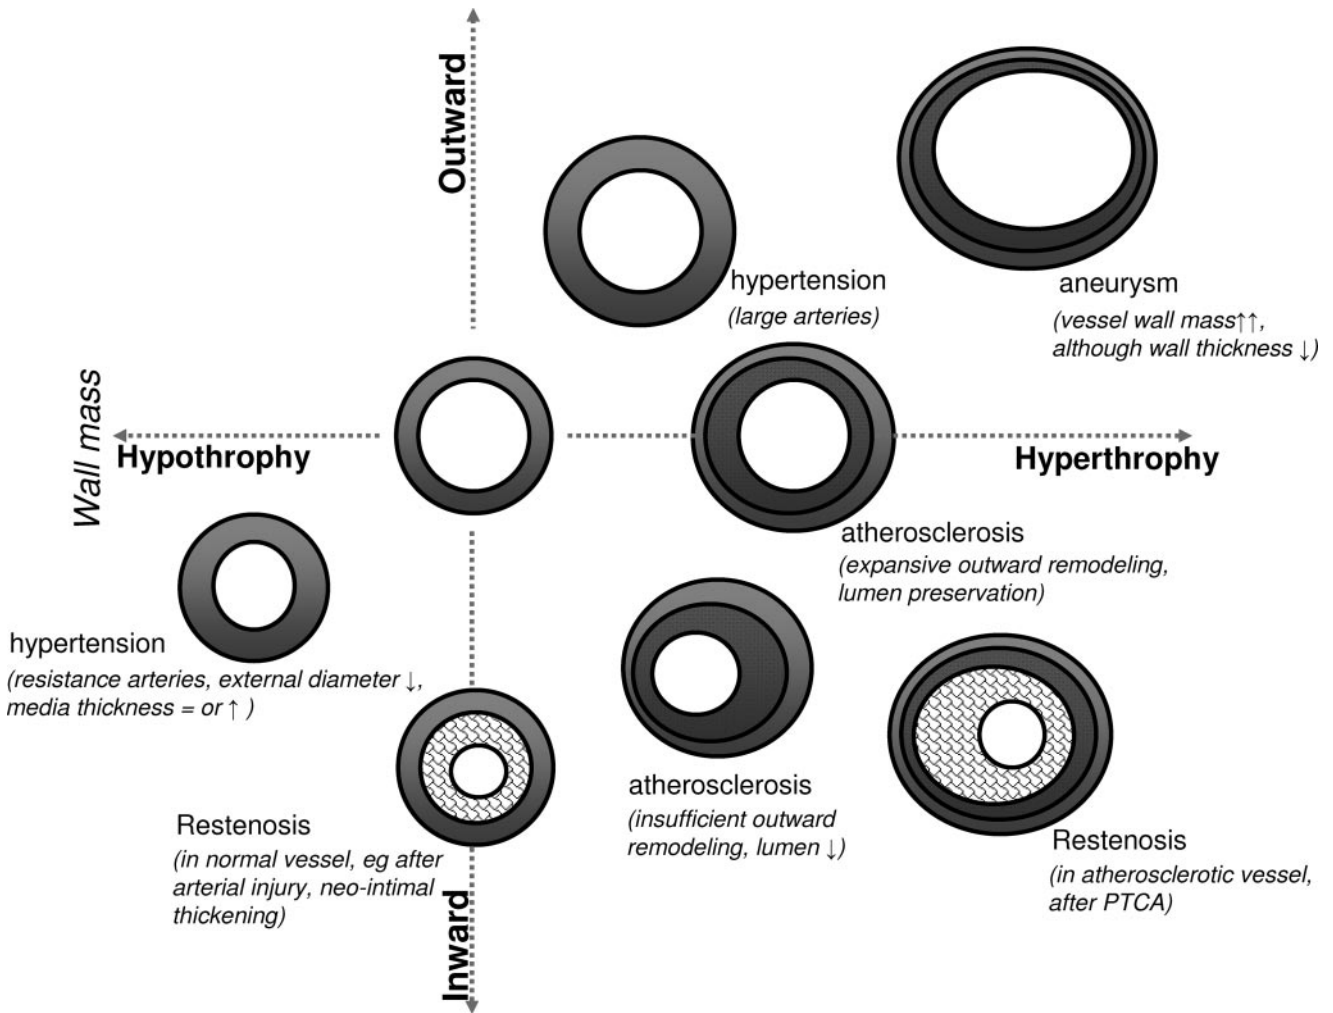 Outward
hypertension
(large arteries)
aneurysm
(vessel wall mass↑↑,
although wall thickness ↓)
Wall mass
Hypothrophy
Hyperthrophy
atherosclerosis
(expansive outward remodeling,
lumen preservation)
hypertension
(resistance arteries, external diameter ↓,
media thickness = or ↑ )
Restenosis
(in normal vessel, eg after
arterial injury, neo-intimal
thickening)
atherosclerosis
(insufficient outward
remodeling, lumen ↓)
Restenosis
(in atherosclerotic vessel,
after PTCA)
Inward